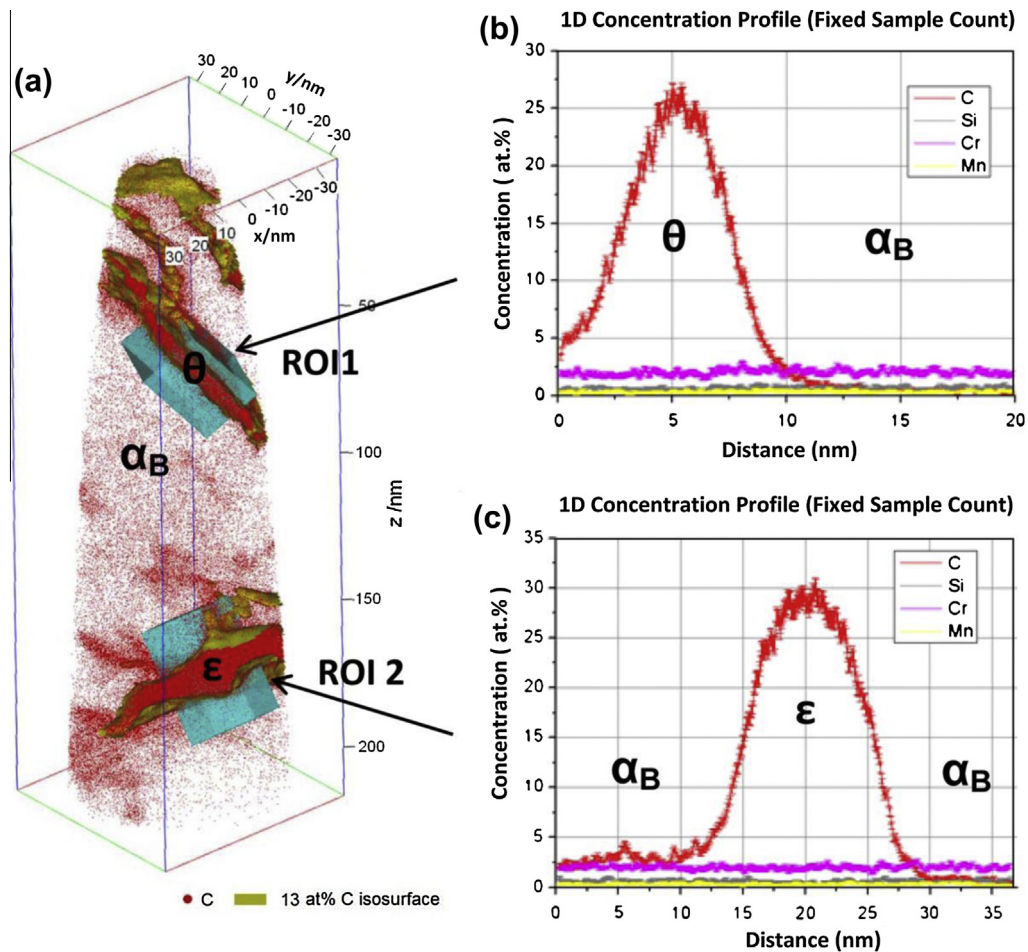 (a)
y/nm
30 20 10 0 -10 -20 -30
-30
-20
-10
0
10
20
30
x/nm
50
100
150
200
z /nm
θ
ROI1
αB
ε
ROI 2
C
13 at% C isosurface
(b)
1D Concentration Profile (Fixed Sample Count)
Concentration ( at.%)
30
25
20
15
10
5
0
C
Si
Cr
Mn
θ
αB
0 5 10 15 20
Distance (nm)
(c)
1D Concentration Profile (Fixed Sample Count)
Concentration ( at.%)
35
30
25
20
15
10
5
0
C
Si
Cr
Mn
αB
ε
αB
0 5 10 15 20 25 30 35
Distance (nm)